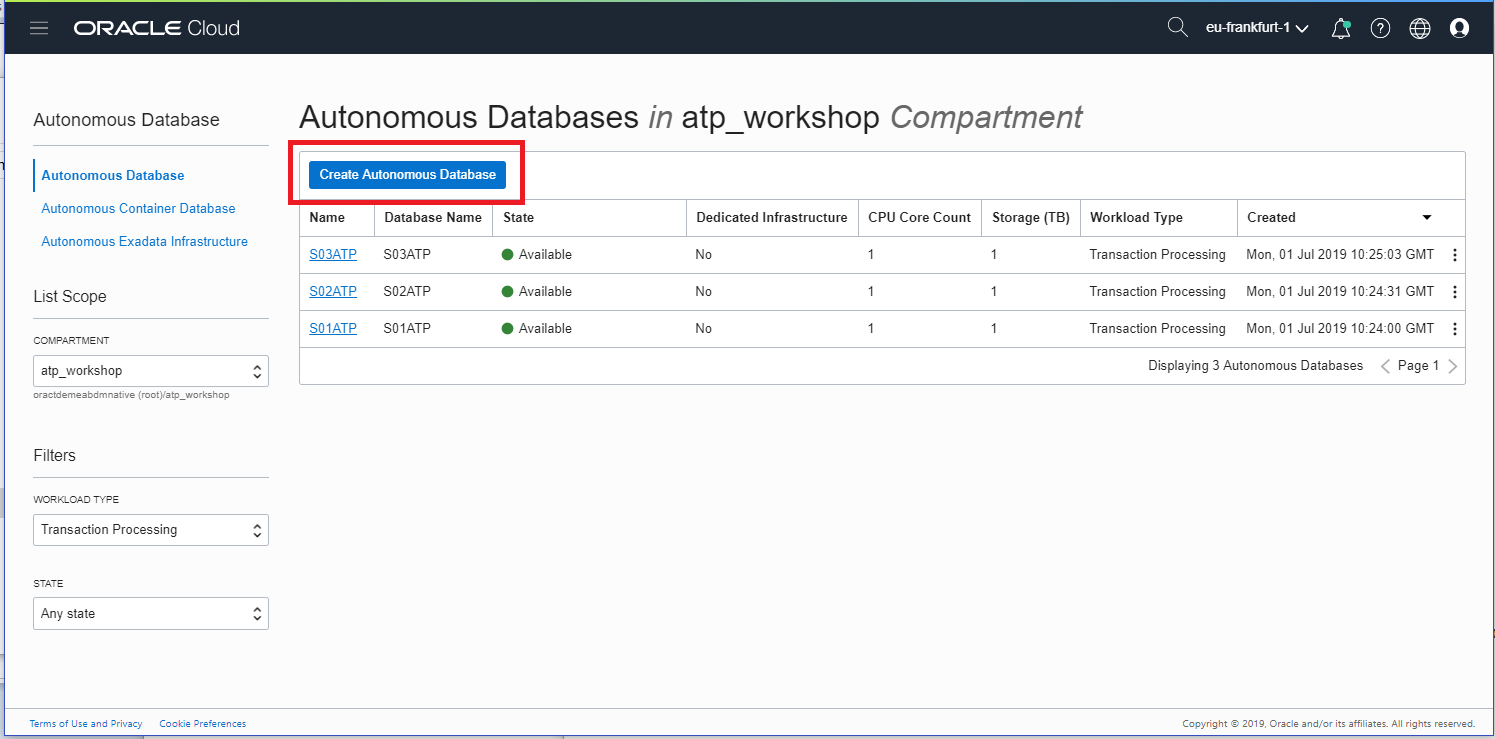 ORACLE Cloud
eu-frankfurt-1
Autonomous Database
Autonomous Database
Autonomous Container Database
Autonomous Exadata Infrastructure
List Scope
COMPARTMENT
atp_workshop
oractdemeabdmnative (root)/atp_workshop
Filters
WORKLOAD TYPE
Transaction Processing
STATE
Any state
Autonomous Databases in atp_workshop Compartment
Create Autonomous Database
Name Database Name State Dedicated Infrastructure CPU Core Count Storage (TB) Workload Type Created
S03ATP S03ATP Available No 1 1 Transaction Processing Mon, 01 Jul 2019 10:25:03 GMT
S02ATP S02ATP Available No 1 1 Transaction Processing Mon, 01 Jul 2019 10:24:31 GMT
S01ATP S01ATP Available No 1 1 Transaction Processing Mon, 01 Jul 2019 10:24:00 GMT
Displaying 3 Autonomous Databases Page 1
Terms of Use and Privacy Cookie Preferences
Copyright © 2019, Oracle and/or its affiliates. All rights reserved.